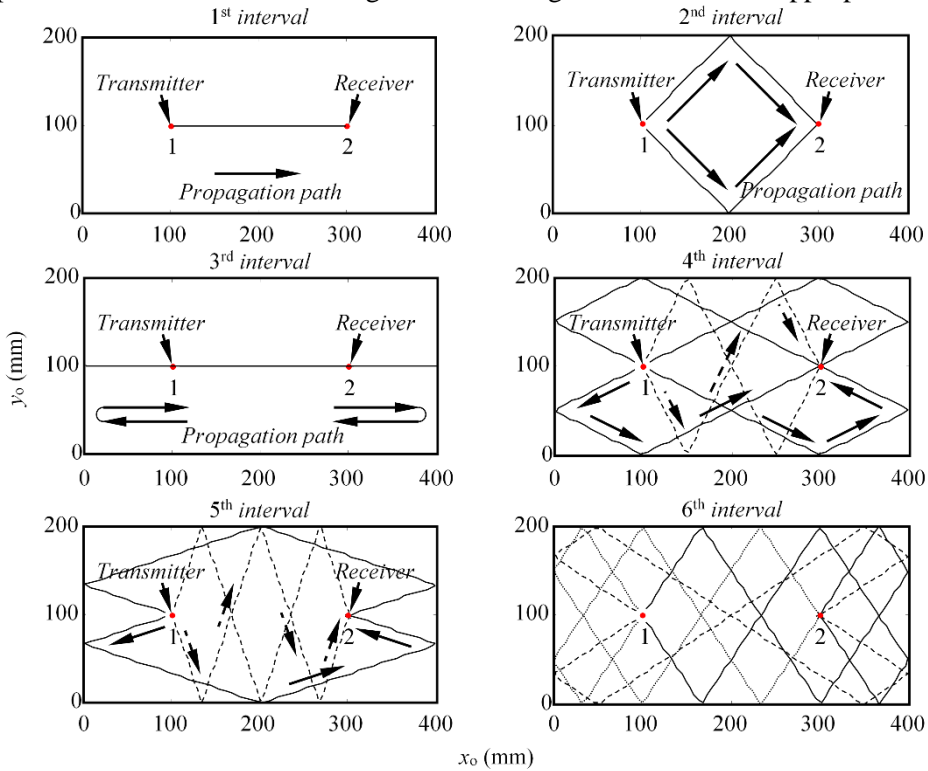 1st interval
2nd interval
Transmitter
Receiver
Transmitter
Receiver
200
100
0
1
2
Propagation path
0
100
200
300
400
200
100
0
1
2
Propagation path
0
100
200
300
400
3rd interval
4th interval
Transmitter
Receiver
Transmitter
Receiver
200
100
0
1
2
Propagation path
0
100
200
300
400
200
100
0
1
2
0
100
200
300
400
5th interval
6th interval
Transmitter
Receiver
200
100
0
1
2
0
100
200
300
400
200
100
0
1
2
0
100
200
300
400
yo (mm)
xo (mm)